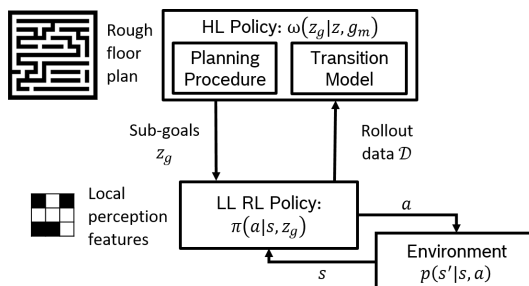 Rough
floor
plan
HL Policy: ω(z_g|z, g_m)
Planning
Procedure
Transition
Model
Sub-goals
z_g
Rollout
data 𝒟
Local
perception
features
LL RL Policy:
π(a|s, z_g)
a
s
Environment
p(s′|s, a)